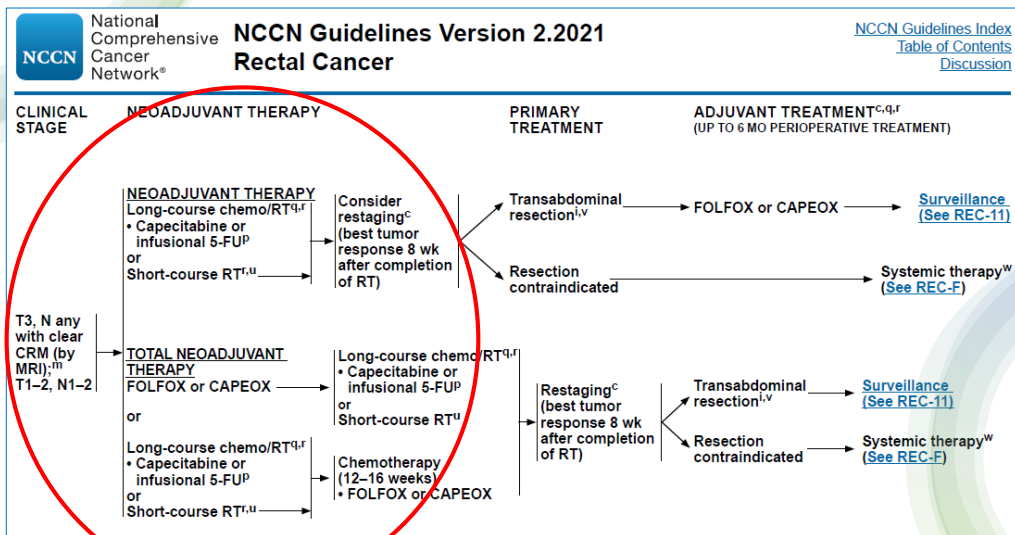 National
Comprehensive
NCCN Cancer
Network®
NCCN Guidelines Version 2.2021
Rectal Cancer
NCCN Guidelines Index
Table of Contents
Discussion
CLINICAL
STAGE
NEOADJUVANT THERAPY
PRIMARY
TREATMENT
ADJUVANT TREATMENTc,q,r
(UP TO 6 MO PERIOPERATIVE TREATMENT)
T3, N any
with clear
CRM (by
MRI);m
T1–2, N1–2
NEOADJUVANT THERAPY
Long-course chemo/RTq,r
• Capecitabine or
infusional 5-FUp
or
Short-course RTr,u
Consider
restagingc
(best tumor
response 8 wk
after completion
of RT)
Transabdominal
resectioni,v
FOLFOX or CAPEOX
Surveillance
(See REC-11)
Resection
contraindicated
Systemic therapyw
(See REC-F)
TOTAL NEOADJUVANT
THERAPY
FOLFOX or CAPEOX
Long-course chemo/RTq,r
• Capecitabine or
infusional 5-FUp
or
Short-course RTu
or
Long-course chemo/RTq,r
• Capecitabine or
infusional 5-FUp
or
Short-course RTr,u
Chemotherapy
(12–16 weeks)
• FOLFOX or CAPEOX
Restagingc
(best tumor
response 8 wk
after completion
of RT)
Transabdominal
resectioni,v
Surveillance
(See REC-11)
Resection
contraindicated
Systemic therapyw
(See REC-F)